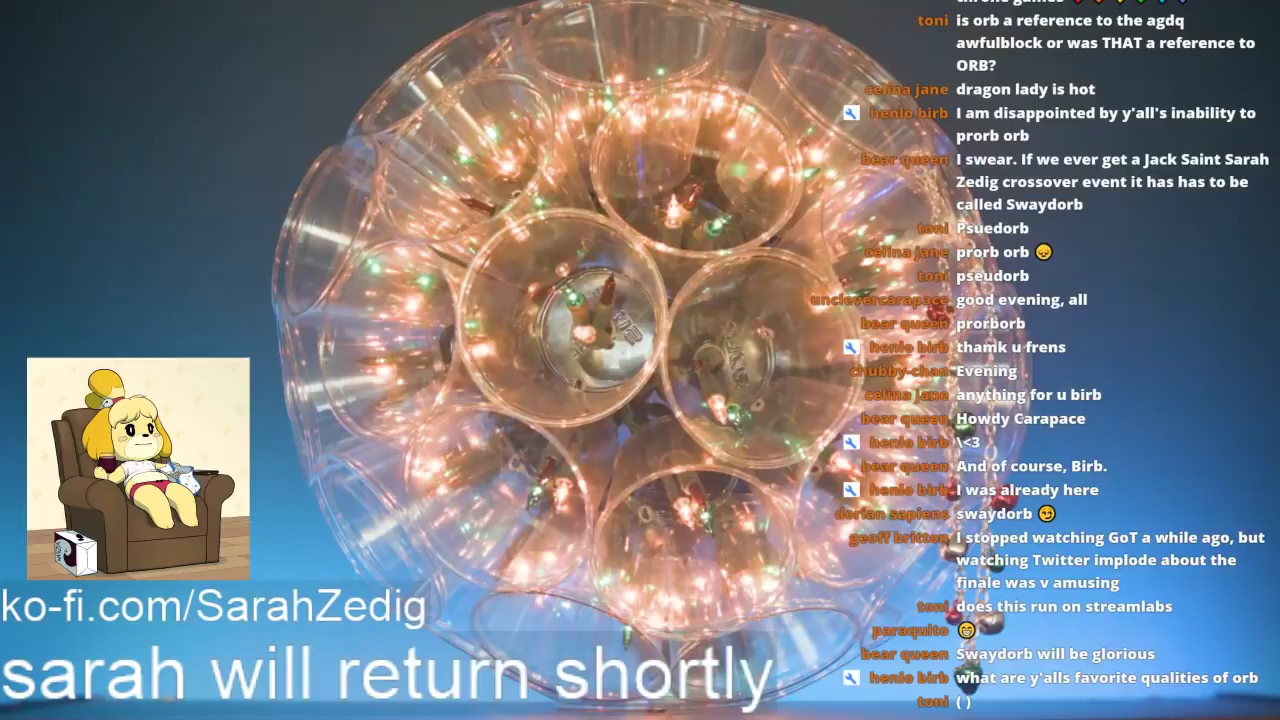 toni is orb a reference to the agdq
awfulblock or was THAT a reference to
ORB?
celina jane dragon lady is hot
henlo birb I am disappointed by y'all's inability to
prorb orb
bear queen I swear. If we ever get a Jack Saint Sarah
Zedig crossover event it has has to be
called Swaydorb
toni Psuedorb
celina jane prorb orb 😞
toni pseudorb
unclevercarapace good evening, all
bear queen prorborb
henlo birb thamk u frens
chubby-chan Evening
celina jane anything for u birb
bear queen Howdy Carapace
henlo birb \<3
bear queen And of course, Birb.
henlo birb I was already here
dorian sapiens swaydorb 😏
geoff britton I stopped watching GoT a while ago, but
watching Twitter implode about the
finale was v amusing
toni does this run on streamlabs
paraquito 😁
bear queen Swaydorb will be glorious
henlo birb what are y'alls favorite qualities of orb
toni ( )
ko-fi.com/SarahZedig
sarah will return shortly